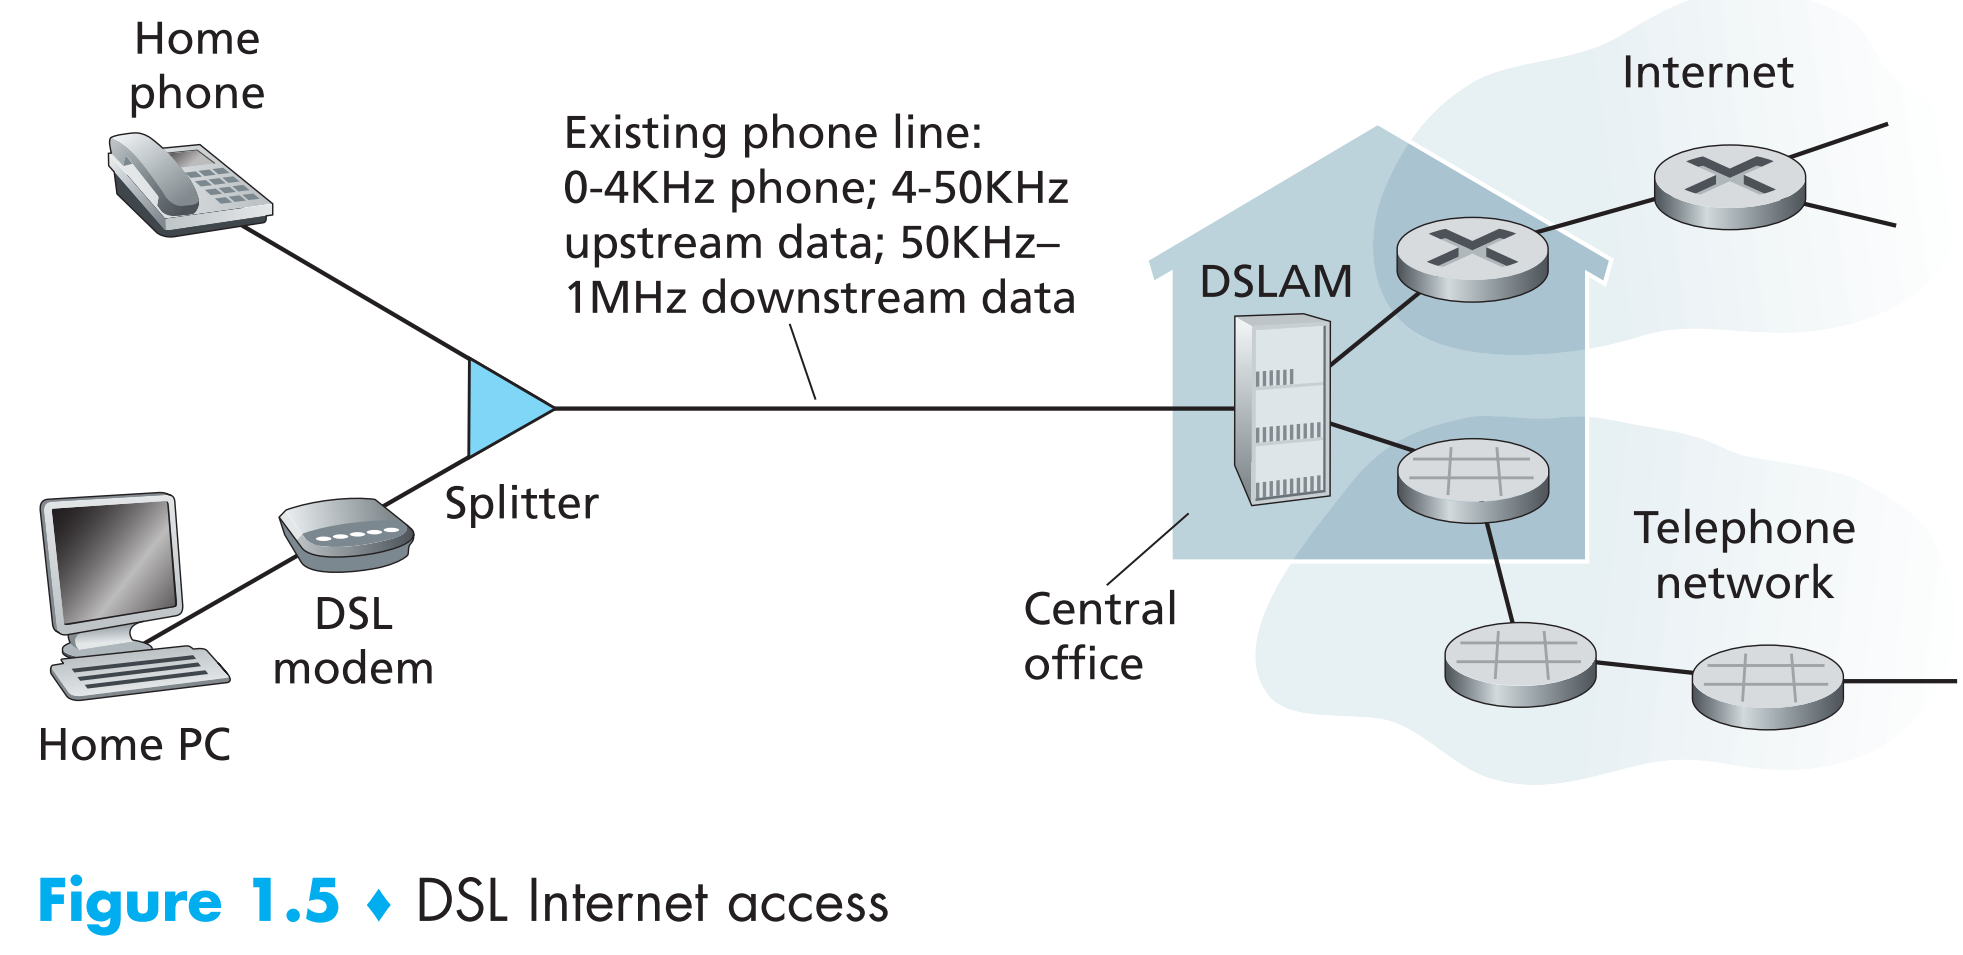 Home
phone
Existing phone line:
0-4KHz phone; 4-50KHz
upstream data; 50KHz–
1MHz downstream data
Internet
DSLAM
Splitter
DSL
modem
Home PC
Central
office
Telephone
network
Figure 1.5 ♦ DSL Internet access